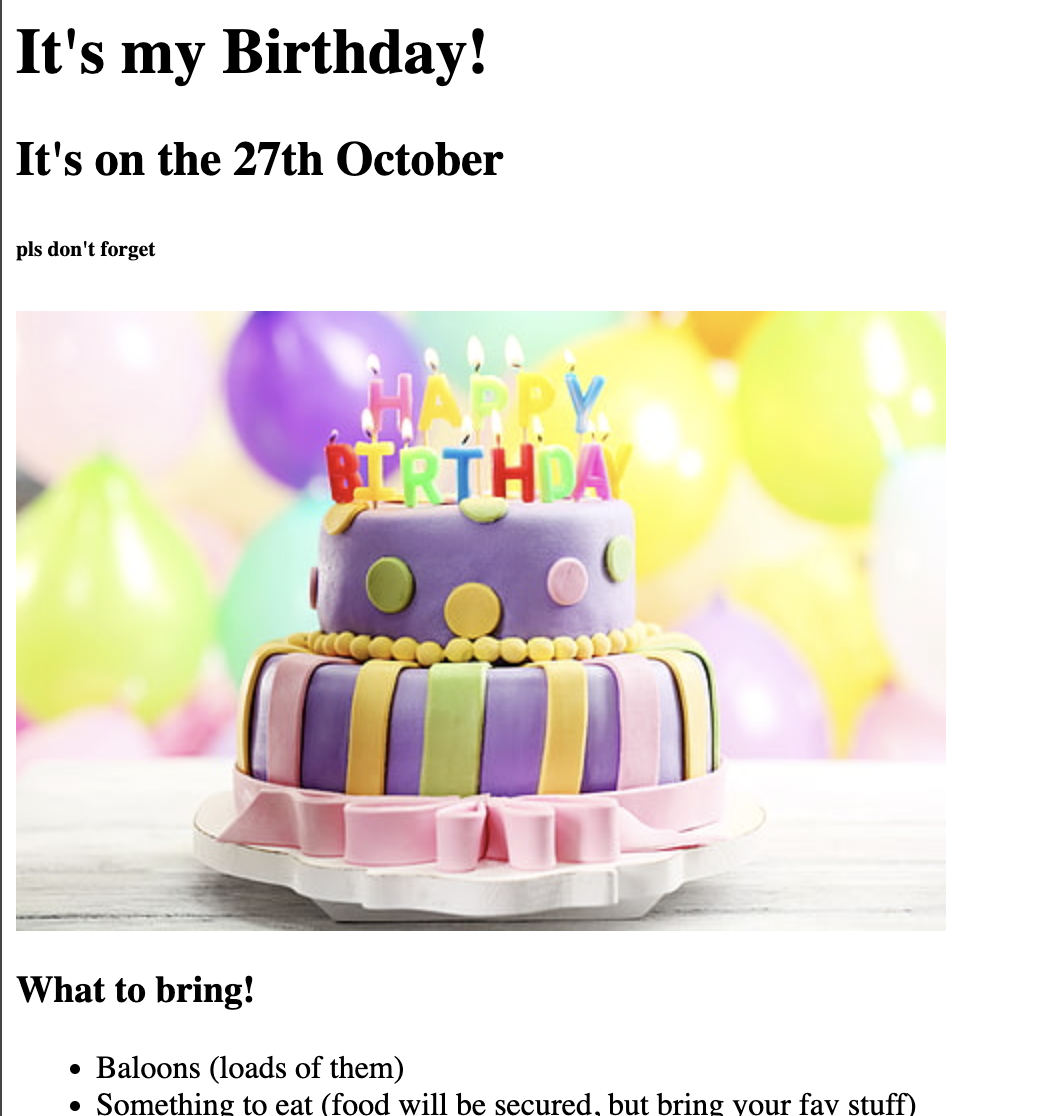 It's my Birthday!
It's on the 27th October
pls don't forget
HAPPY
BIRTHDAY
What to bring!
Baloons (loads of them)
Something to eat (food will be secured, but bring your fav stuff)